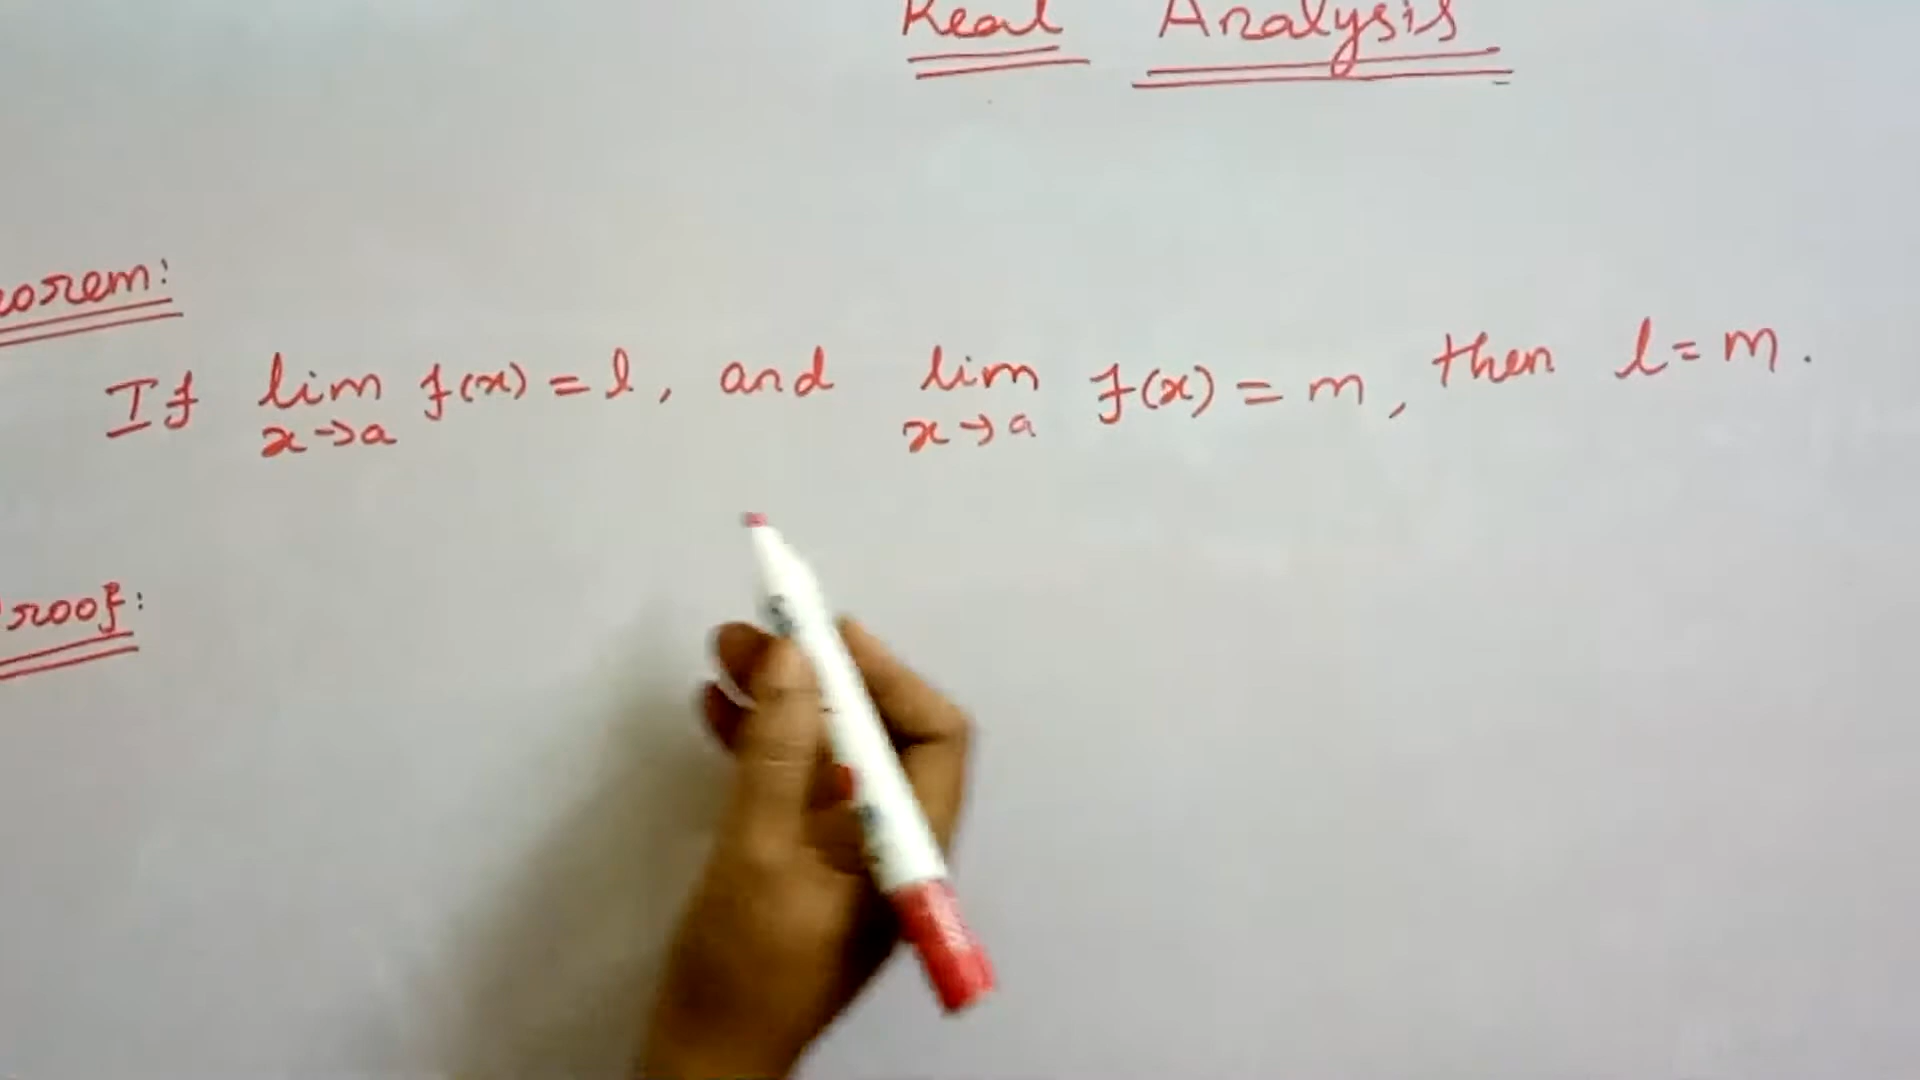 Real Analysis
orem:
If lim x→a f(x) = l, and lim x→a f(x) = m, then l = m.
roof: